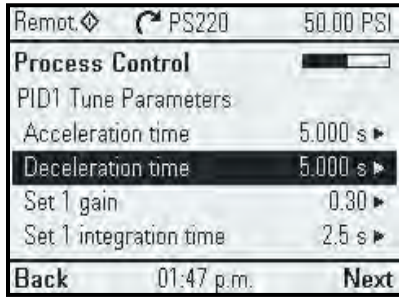 Remot. PS220 50.00 PSI
Process Control
PID1 Tune Parameters
Acceleration time 5.000 s
Deceleration time 5.000 s
Set 1 gain 0.30
Set 1 integration time 2.5 s
Back 01:47 p.m. Next